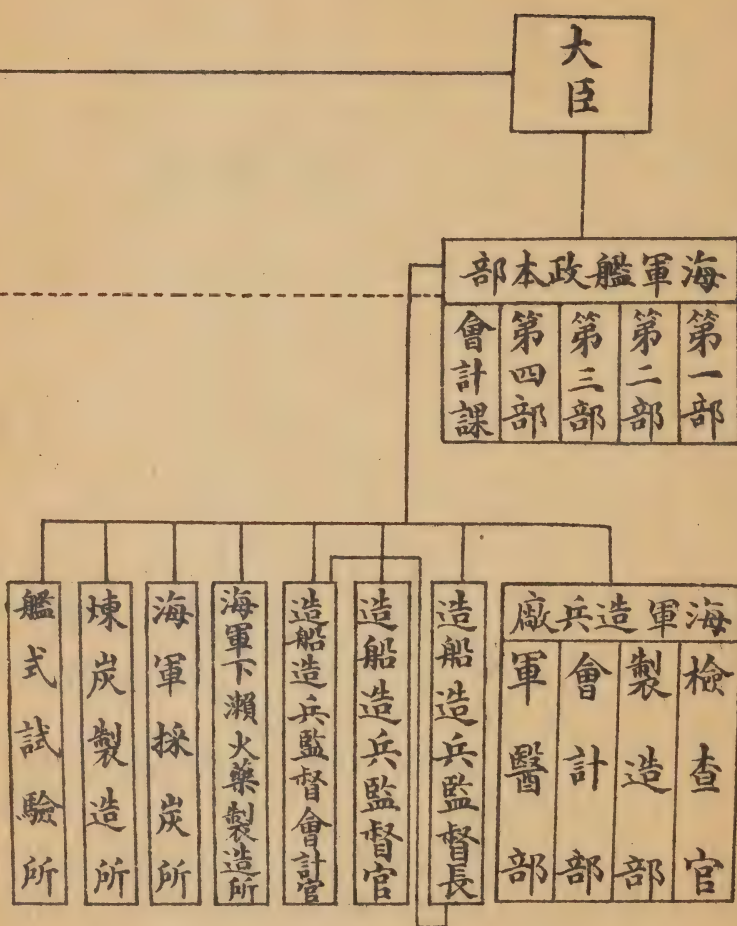 大臣
海軍艦政本部
第一部
第二部
第三部
第四部
會計課
海軍造兵廠
檢查官
製造部
會計部
軍醫部
造船造兵監督長
造船造兵監督官
造船造兵監督會計官
海軍下瀨火藥製造所
海軍採炭所
煉炭製造所
艦式試驗所